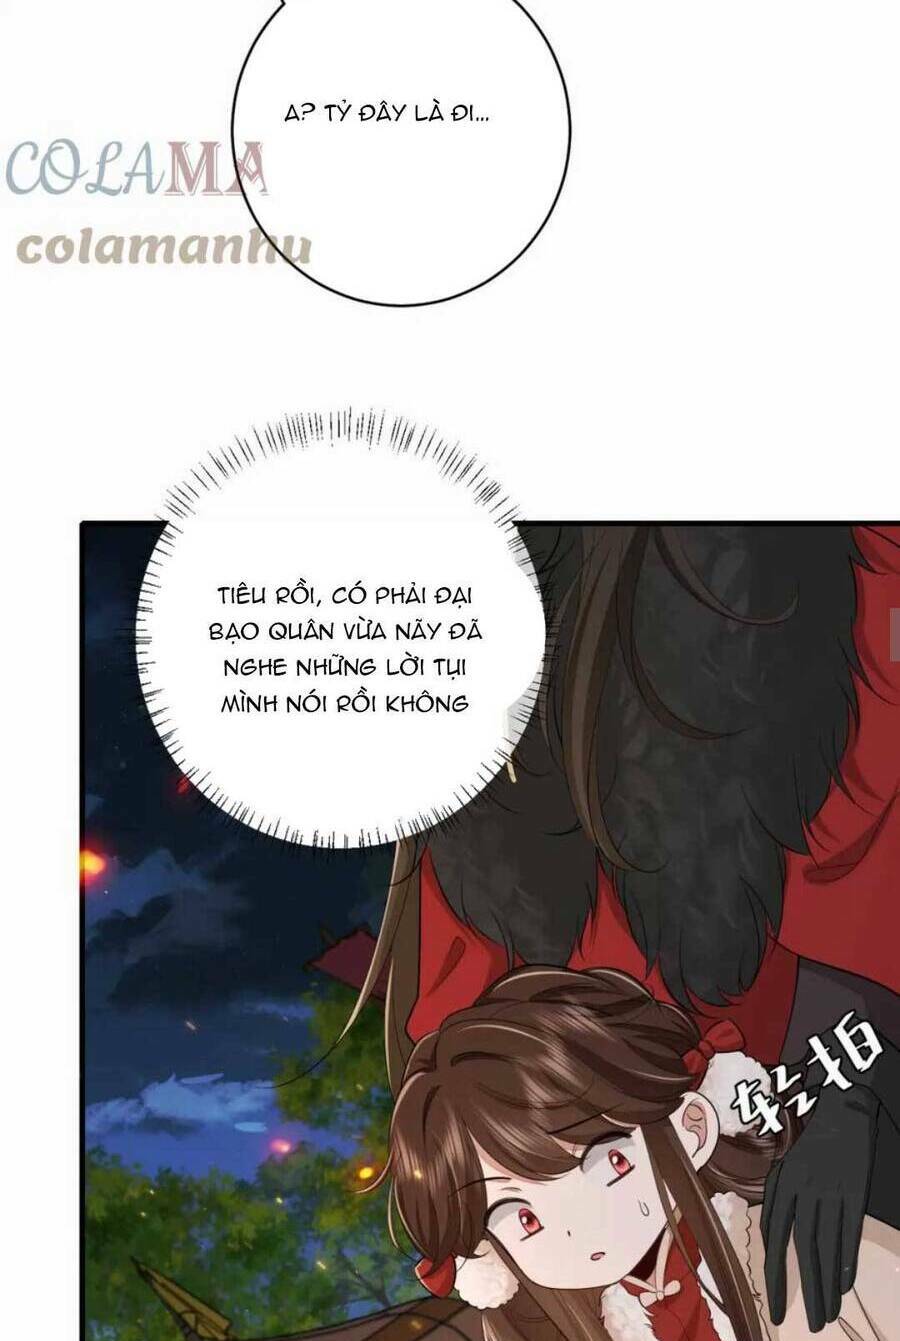 A? TỶ ĐÂY LÀ ĐI...
COLAMA
colamanhu
TIÊU RỒI, CÓ PHẢI ĐẠI
BẠO QUÂN VỪA NÃY ĐÃ
NGHE NHỮNG LỜI TỤI
MÌNH NÓI RỒI KHÔNG
轻拍